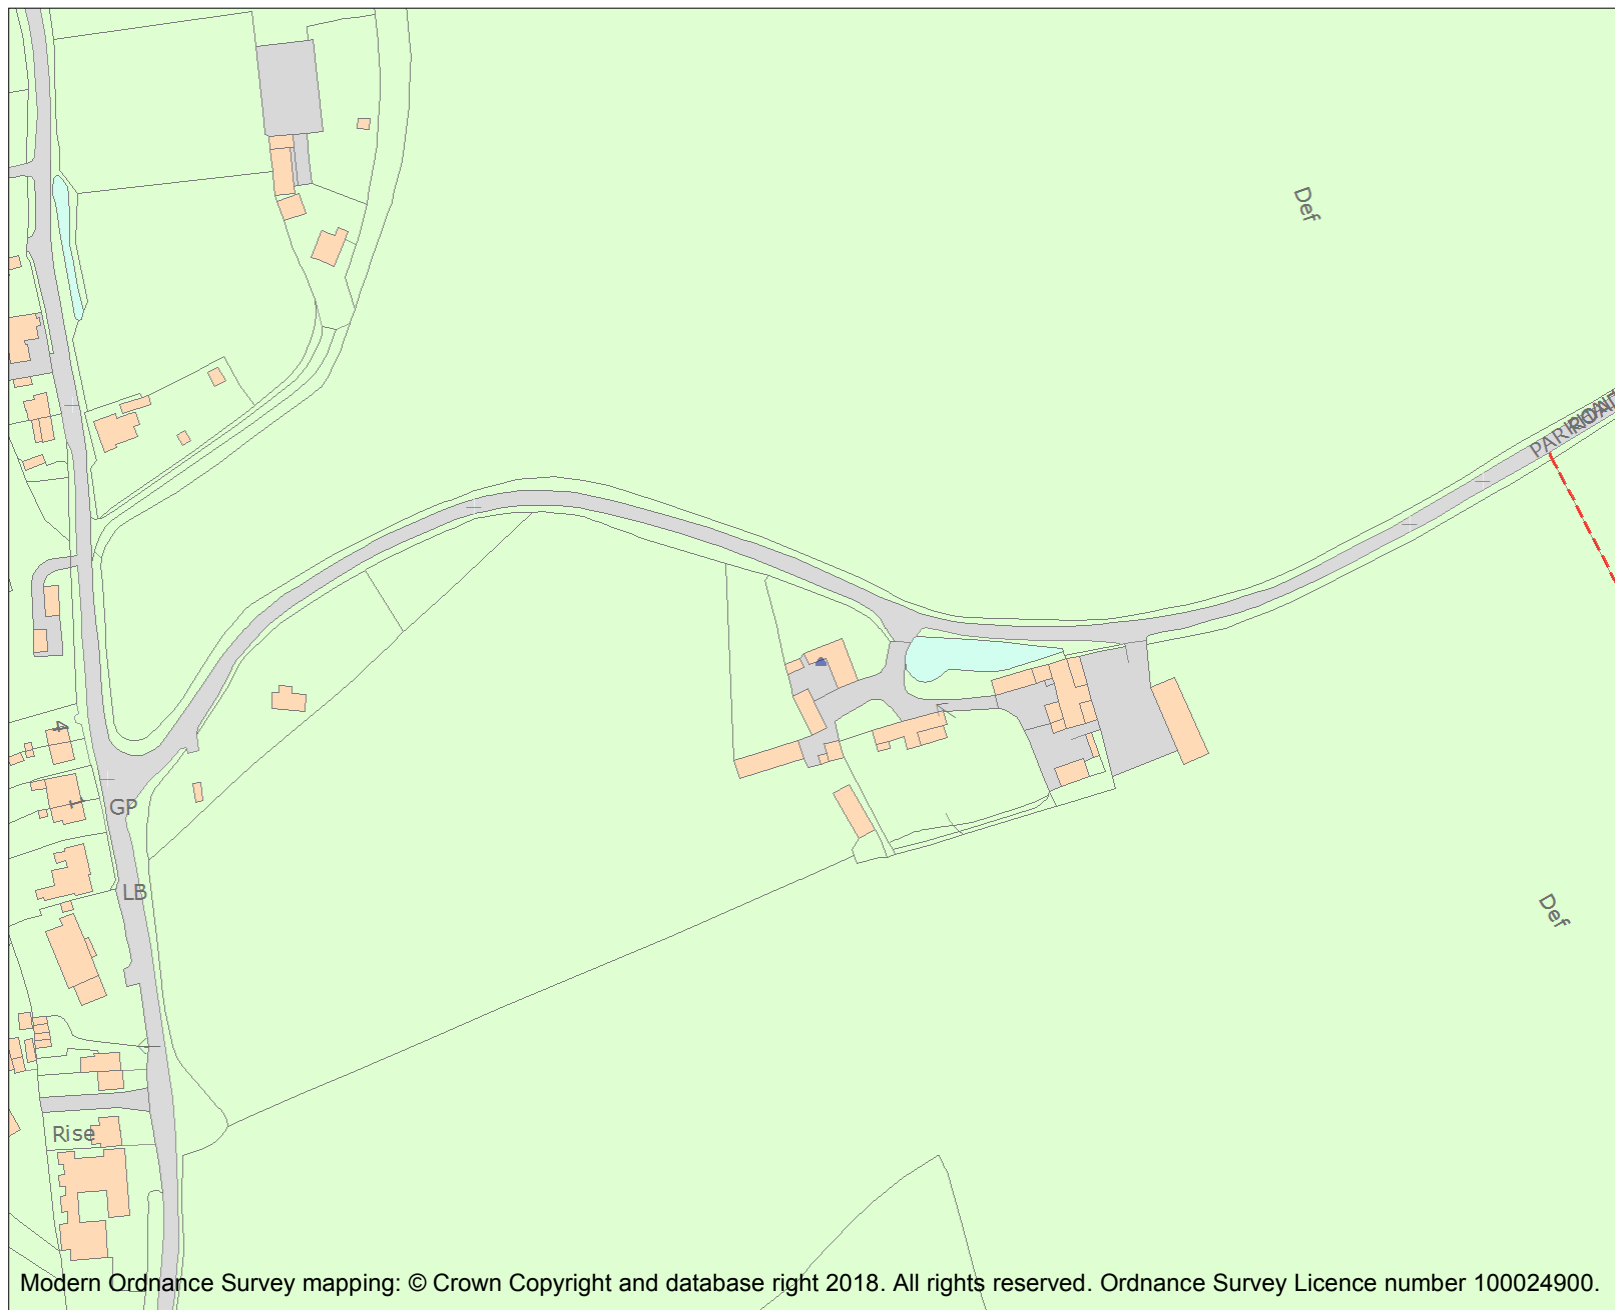 Def
PARK ROAD
4
1
GP
LB
Def
Rise
Modern Ordnance Survey mapping: © Crown Copyright and database right 2018. All rights reserved. Ordnance Survey Licence number 100024900.